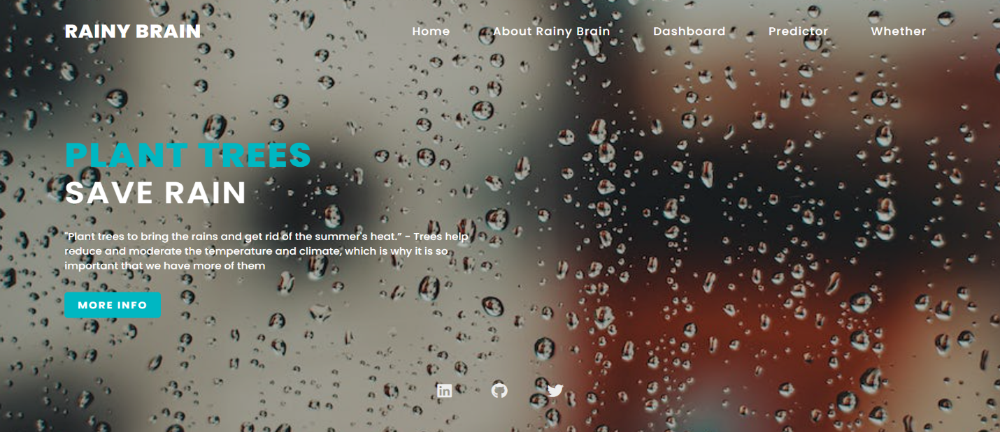 RAINY BRAIN
Home About Rainy Brain Dashboard Predictor Whether
PLANT TREES
SAVE RAIN
"Plant trees to bring the rains and get rid of the summer's heat.” - Trees help
reduce and moderate the temperature and climate, which is why it is so
important that we have more of them
MORE INFO
in